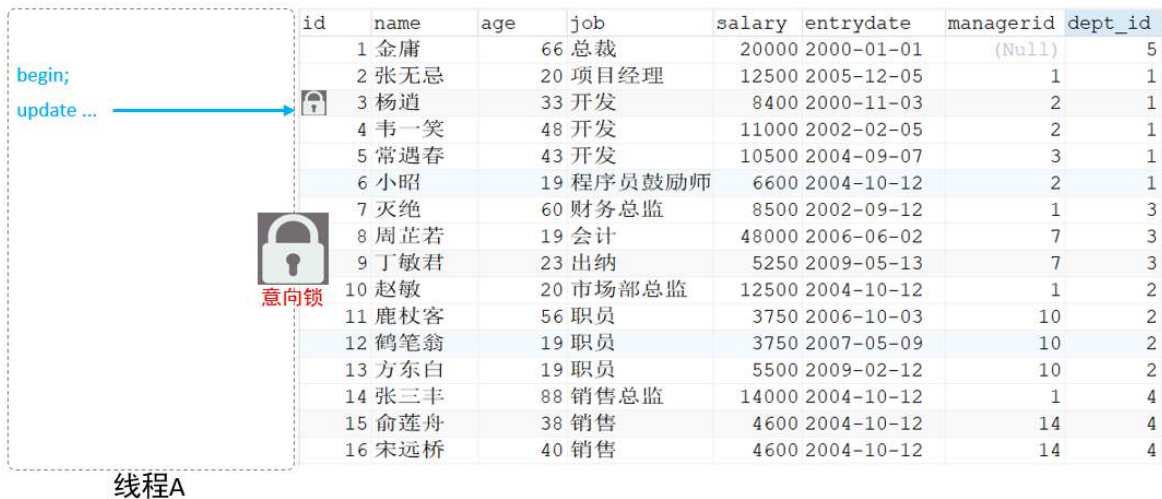 id name age job salary entrydate managerid dept_id
1 金庸 66 总裁 20000 2000-01-01 (Null) 5
begin; 2 张无忌 20 项目经理 12500 2005-12-05 1 1
update ... 3 杨逍 33 开发 8400 2000-11-03 2 1
4 韦一笑 48 开发 11000 2002-02-05 2 1
5 常遇春 43 开发 10500 2004-09-07 3 1
6 小昭 19 程序员鼓励师 6600 2004-10-12 2 1
7 灭绝 60 财务总监 8500 2002-09-12 1 3
8 周芷若 19 会计 48000 2006-06-02 7 3
9 丁敏君 23 出纳 5250 2009-05-13 7 3
意向锁 10 赵敏 20 市场部总监 12500 2004-10-12 1 2
11 鹿杖客 56 职员 3750 2006-10-03 10 2
12 鹤笔翁 19 职员 3750 2007-05-09 10 2
13 方东白 19 职员 5500 2009-02-12 10 2
14 张三丰 88 销售总监 14000 2004-10-12 1 4
15 俞莲舟 38 销售 4600 2004-10-12 14 4
16 宋远桥 40 销售 4600 2004-10-12 14 4
线程A